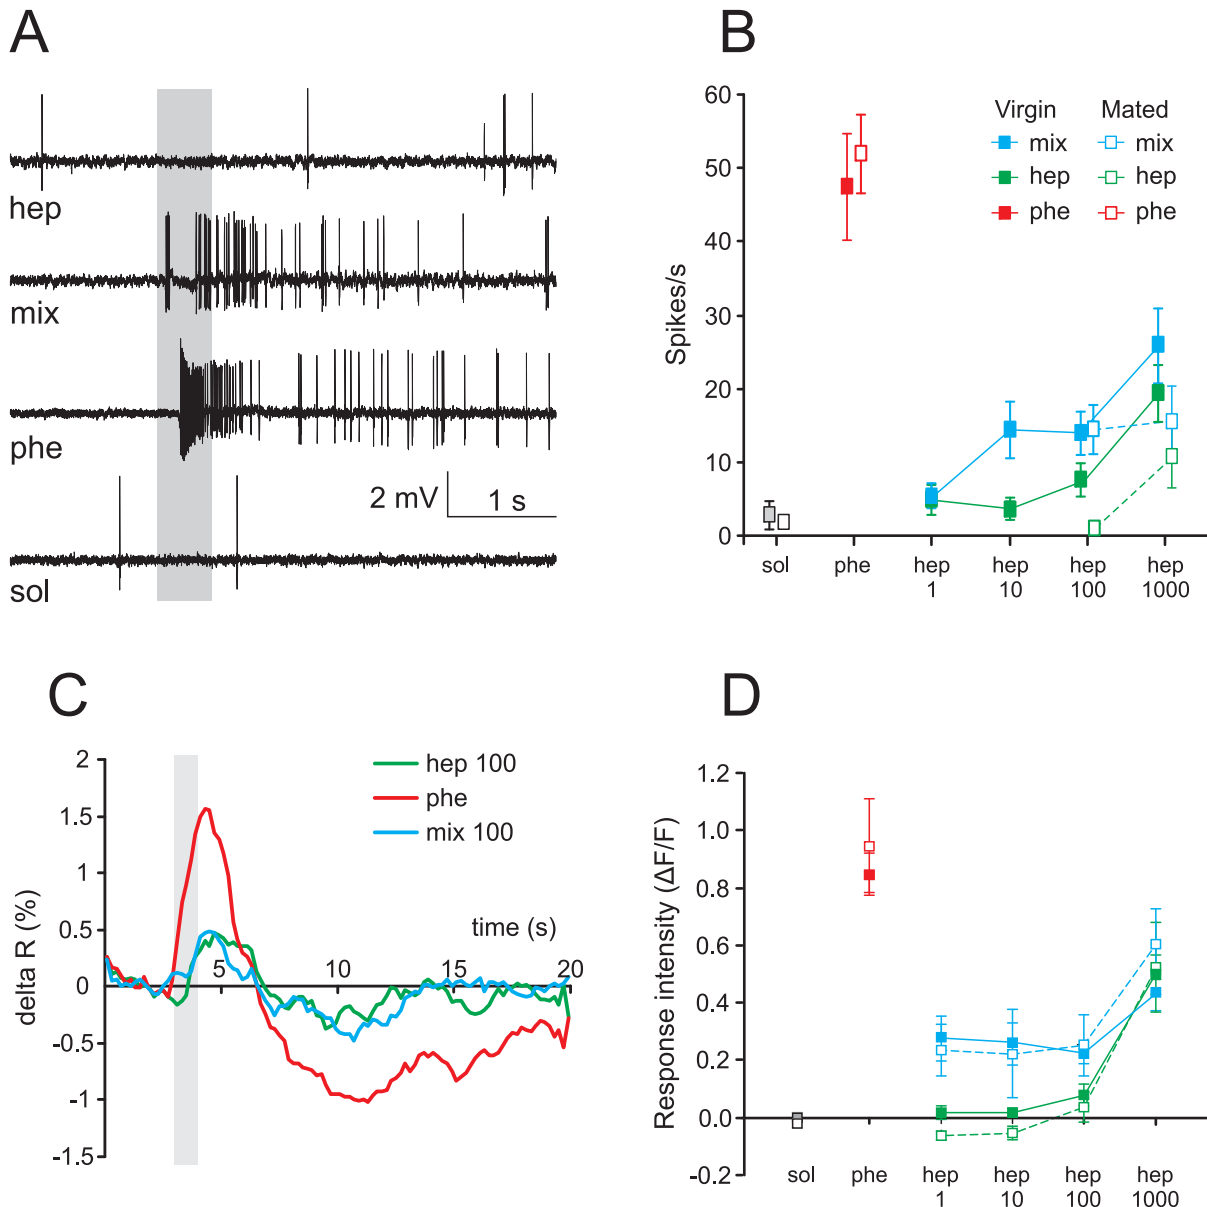 A
hep
mix
phe
2 mV
1 s
sol
B
60
50
40
30
20
10
0
Spikes/s
Virgin
Mated
mix
mix
hep
hep
phe
phe
sol
phe
hep
1
hep
10
hep
100
hep
1000
C
2
1.5
1
0.5
0
-0.5
-1
-1.5
delta R (%)
hep 100
phe
mix 100
time (s)
5
10
15
20
D
1.2
1.0
0.8
0.6
0.4
0.2
0.0
-0.2
Response intensity (ΔF/F)
sol
phe
hep
1
hep
10
hep
100
hep
1000